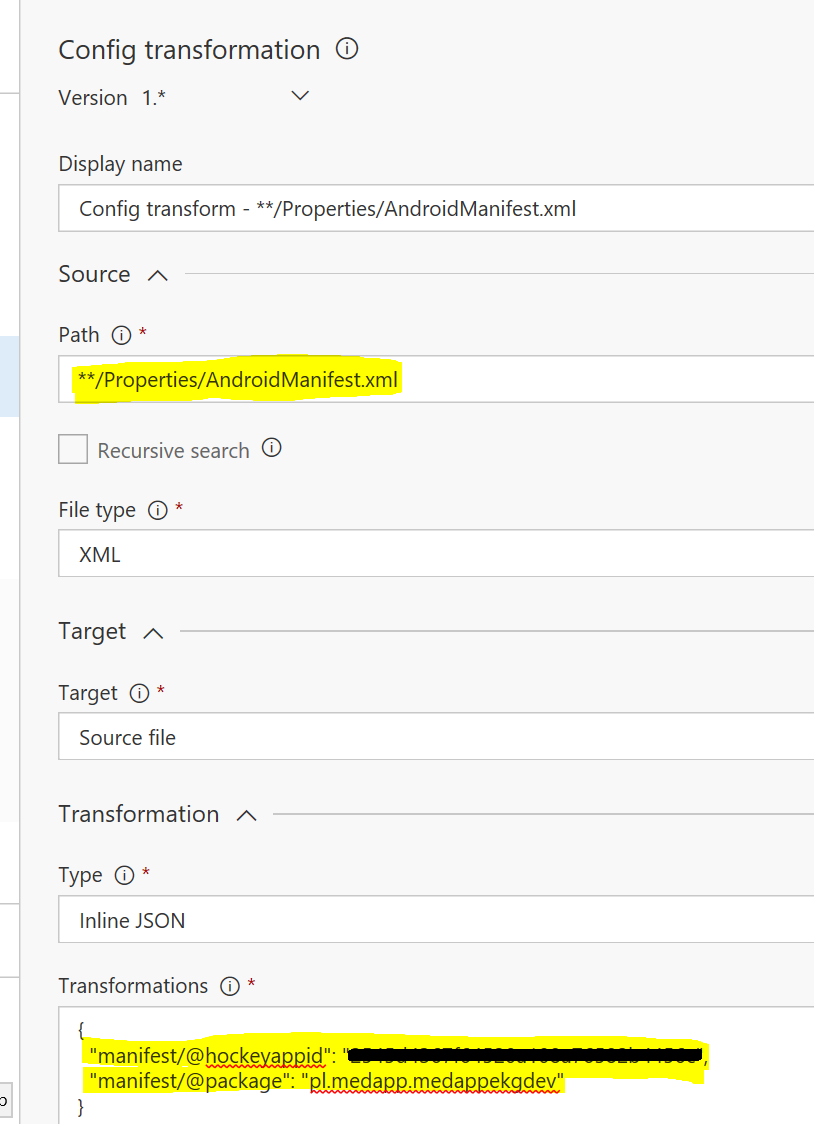 Config transformation
Version 1.*
Display name
Config transform - **/Properties/AndroidManifest.xml
Source
Path *
**/Properties/AndroidManifest.xml
Recursive search
File type *
XML
Target
Target *
Source file
Transformation
Type *
Inline JSON
Transformations *
{
"manifest/@hockeyappid": "
"manifest/@package": "pl.medapp.medappekgdev"
}